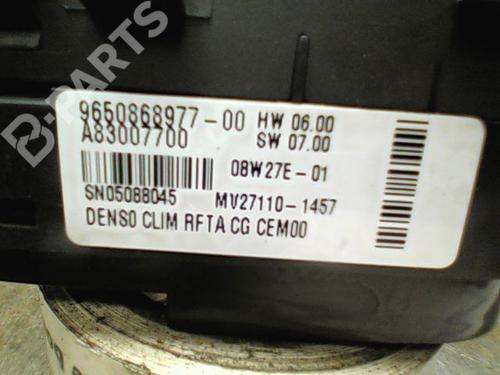 B-PARTS
9650868977-00 HW 06.00
A83007700 SW 07.00
08W27E-01
SN05088045 MV27110-1457
DENSO CLIM RFTA CG CEM00